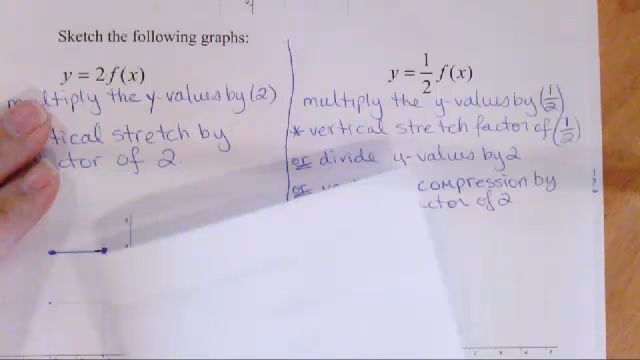 Sketch the following graphs:
y = 2f(x)
multiply the y-values by (2)
tical stretch by
ctor of 2
y = 1/2 f(x)
multiply the y-values by (1/2)
* vertical stretch factor of (1/2)
or divide y-values by 2
or
compression by
ctor of 2